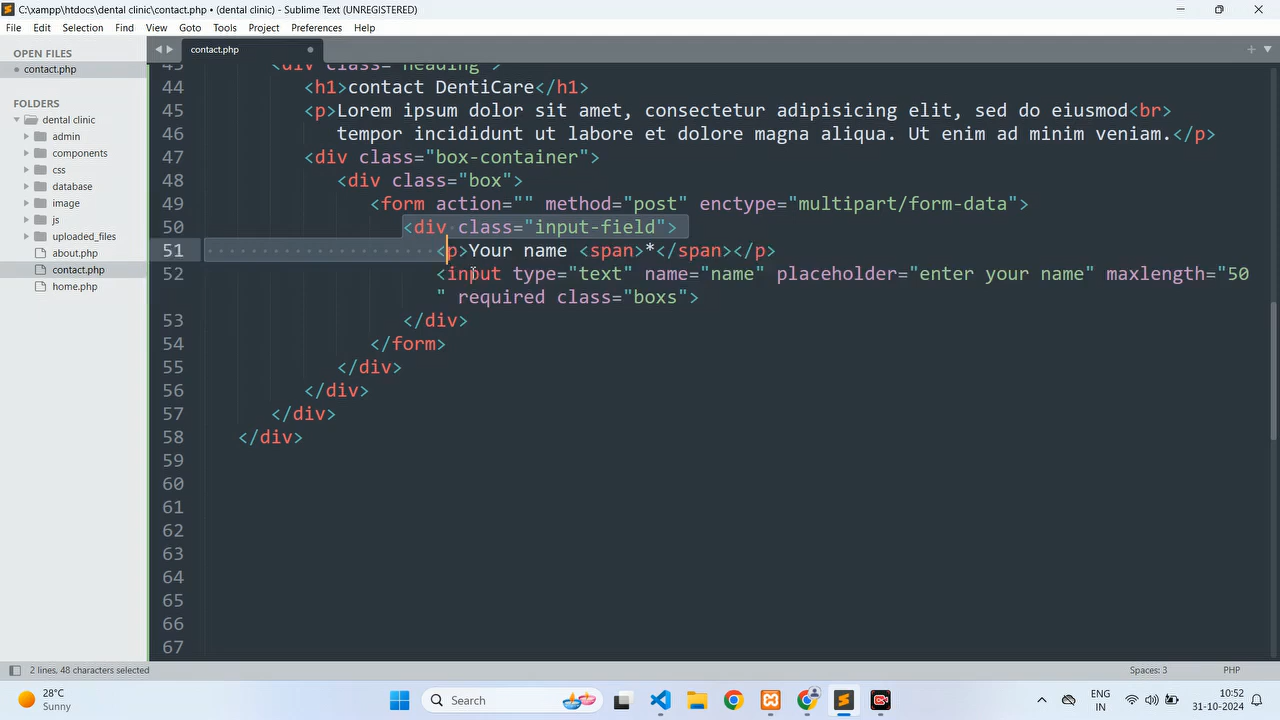 C:\xampp\htdocs\dental clinic\contact.php • (dental clinic) - Sublime Text (UNREGISTERED)
File Edit Selection Find View Goto Tools Project Preferences Help
OPEN FILES
contact.php
contact.php
FOLDERS
dental clinic
admin
components
css
database
image
js
uploaded_files
about.php
contact.php
home.php
43 <div class="heading">
44 <h1>contact DentiCare</h1>
45 <p>Lorem ipsum dolor sit amet, consectetur adipisicing elit, sed do eiusmod<br>
46 tempor incididunt ut labore et dolore magna aliqua. Ut enim ad minim veniam.</p>
47 <div class="box-container">
48 <div class="box">
49 <form action="" method="post" enctype="multipart/form-data">
50 <div class="input-field">
51 <p>Your name <span>*</span></p>
52 <input type="text" name="name" placeholder="enter your name" maxlength="50
" required class="boxs">
53 </div>
54 </form>
55 </div>
56 </div>
57 </div>
58 </div>
59
60
61
62
63
64
65
66
67
2 lines, 48 characters selected
Spaces: 3
PHP
28°C
Sunny
Search
ENG
IN
10:52
31-10-2024